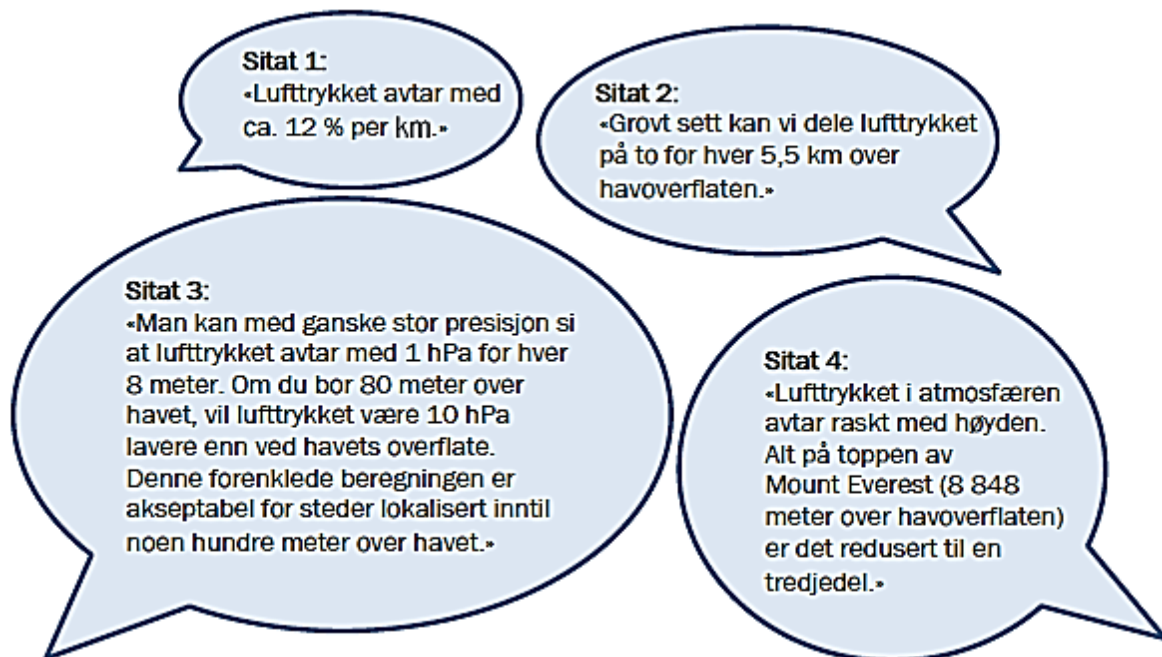 Sitat 1:
«Lufttrykket avtar med
ca. 12 % per km.»
Sitat 2:
«Grovt sett kan vi dele lufttrykket
på to for hver 5,5 km over
havoverflaten.»
Sitat 3:
«Man kan med ganske stor presisjon si
at lufttrykket avtar med 1 hPa for hver
8 meter. Om du bor 80 meter over
havet, vil lufttrykket være 10 hPa
lavere enn ved havets overflate.
Denne forenklede beregningen er
akseptabel for steder lokalisert inntil
noen hundre meter over havet.»
Sitat 4:
«Lufttrykket i atmosfæren
avtar raskt med høyden.
Alt på toppen av
Mount Everest (8 848
meter over havoverflaten)
er det redusert til en
tredjedel.»